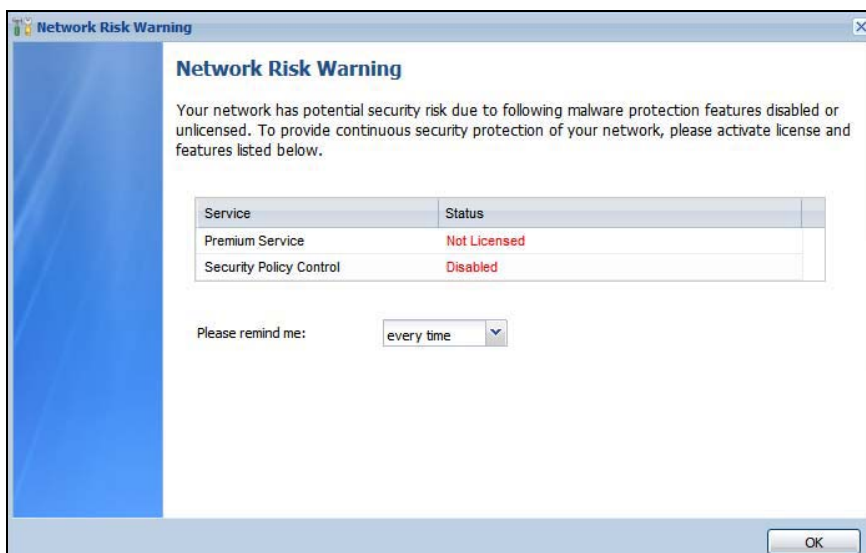 Network Risk Warning
Network Risk Warning
Your network has potential security risk due to following malware protection features disabled or
unlicensed. To provide continuous security protection of your network, please activate license and
features listed below.
Service Status
Premium Service Not Licensed
Security Policy Control Disabled
Please remind me: every time
OK